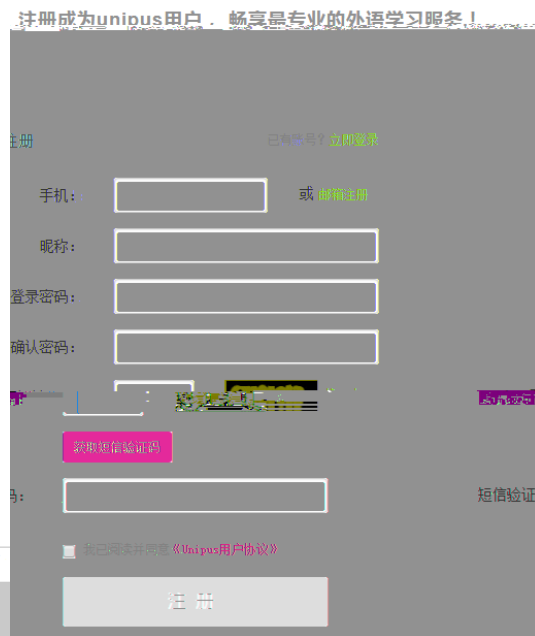 注册成为unipus用户， 畅享最专业的外语学习服务！
注册
已有账号？立即登录
手机： 或 邮箱注册
昵称：
登录密码：
确认密码：
获取短信验证码
码： 短信验证
我已阅读并同意《Unipus用户协议》
注 册